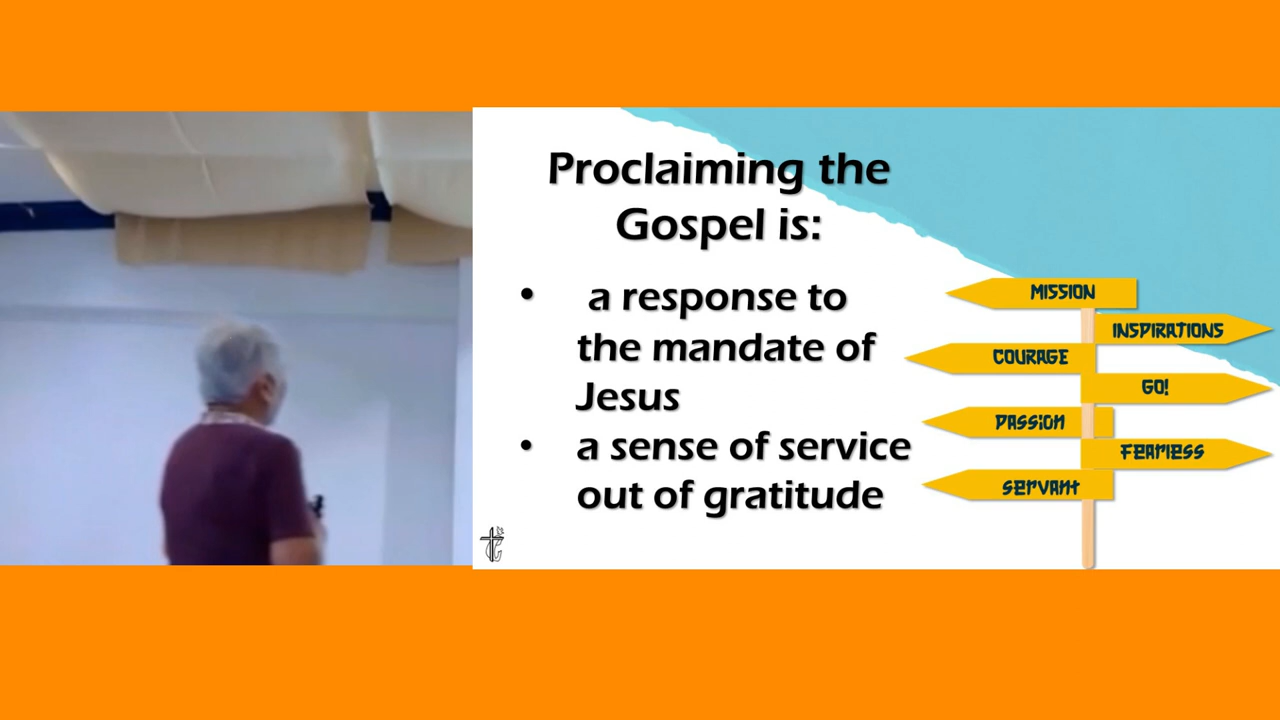 Proclaiming the
Gospel is:
• a response to
the mandate of
Jesus
• a sense of service
out of gratitude
MISSION
INSPIRATIONS
COURAGE
GO!
PASSION
FEARLESS
SERVANT